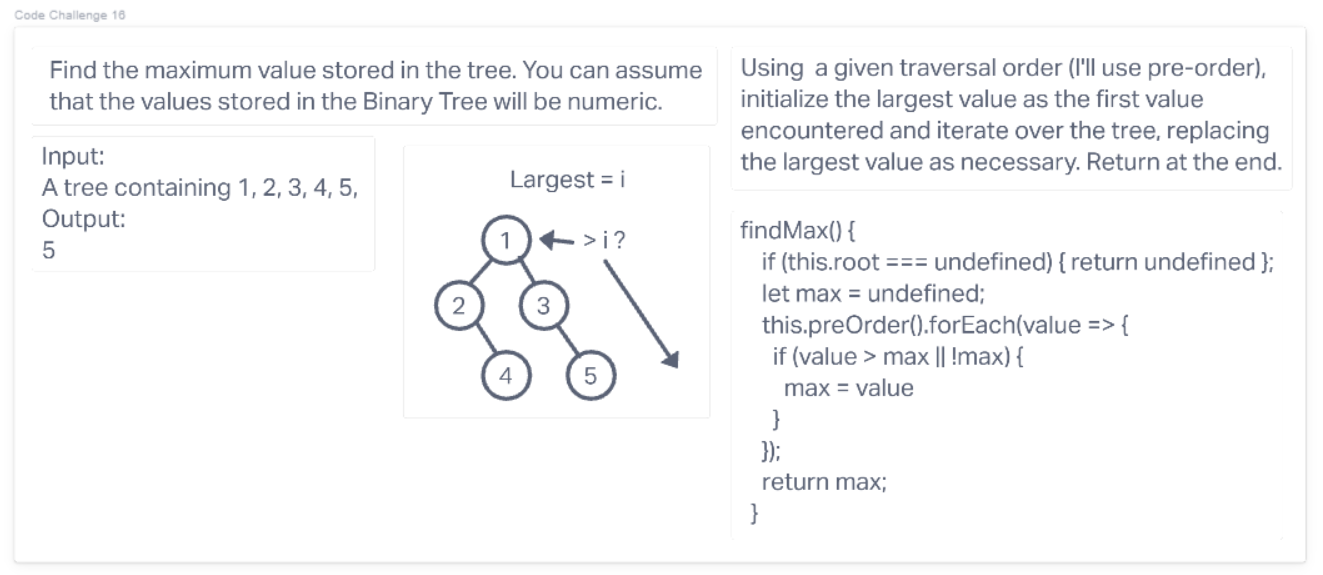 Code Challenge 16
Find the maximum value stored in the tree. You can assume
that the values stored in the Binary Tree will be numeric.
Input:
A tree containing 1, 2, 3, 4, 5,
Output:
5
Largest = i
1
> i ?
2
3
4
5
Using a given traversal order (I'll use pre-order),
initialize the largest value as the first value
encountered and iterate over the tree, replacing
the largest value as necessary. Return at the end.
findMax() {
if (this.root === undefined) { return undefined };
let max = undefined;
this.preOrder().forEach(value => {
if (value > max || !max) {
max = value
}
});
return max;
}